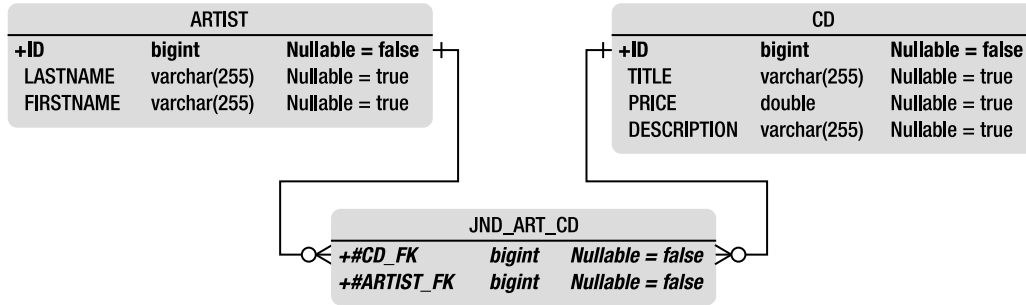 ARTIST
+ID bigint Nullable = false
LASTNAME varchar(255) Nullable = true
FIRSTNAME varchar(255) Nullable = true
CD
+ID bigint Nullable = false
TITLE varchar(255) Nullable = true
PRICE double Nullable = true
DESCRIPTION varchar(255) Nullable = true
JND_ART_CD
+#CD_FK bigint Nullable = false
+#ARTIST_FK bigint Nullable = false